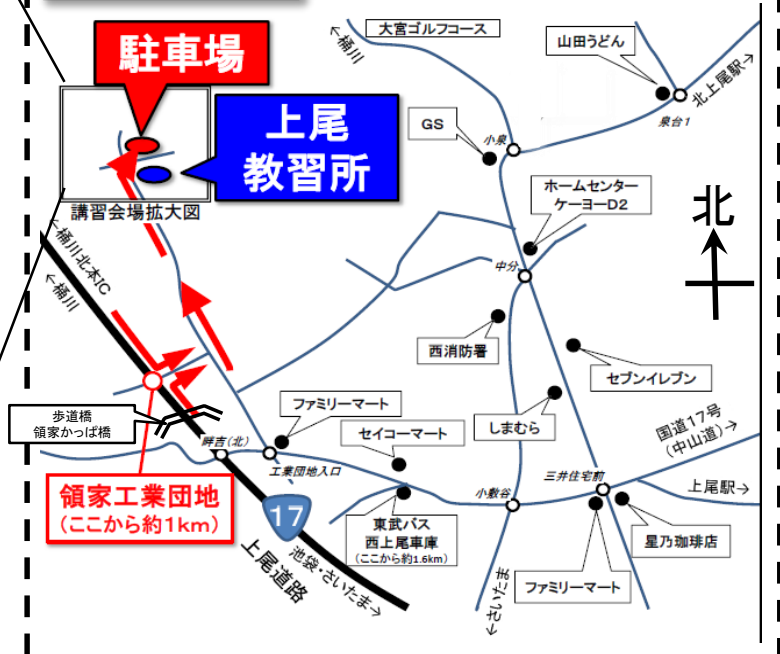 大宮ゴルフコース
←桶川
山田うどん
駐車場
北上尾駅→
GS
小泉
泉台1
上尾
教習所
講習会場拡大図
ホームセンター
ケーヨーD2
北
←桶川北本IC
←桶川
中分
西消防署
セブンイレブン
歩道橋
領家かっぱ橋
ファミリーマート
セイコーマート
しまむら
国道17号
(中山道)→
畔吉(北)
工業団地入口
三井住宅前
領家工業団地
(ここから約1km)
小敷谷
上尾駅→
17
東武バス
西上尾車庫
(ここから約1.6km)
星乃珈琲店
上尾道路
池袋・さいたま→
ファミリーマート
←さいたま